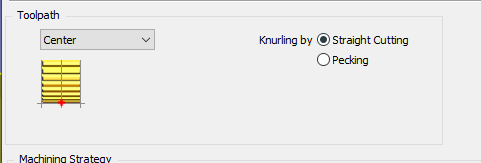 Toolpath
Center
Knurling by
Straight Cutting
Pecking
Machining Strategy